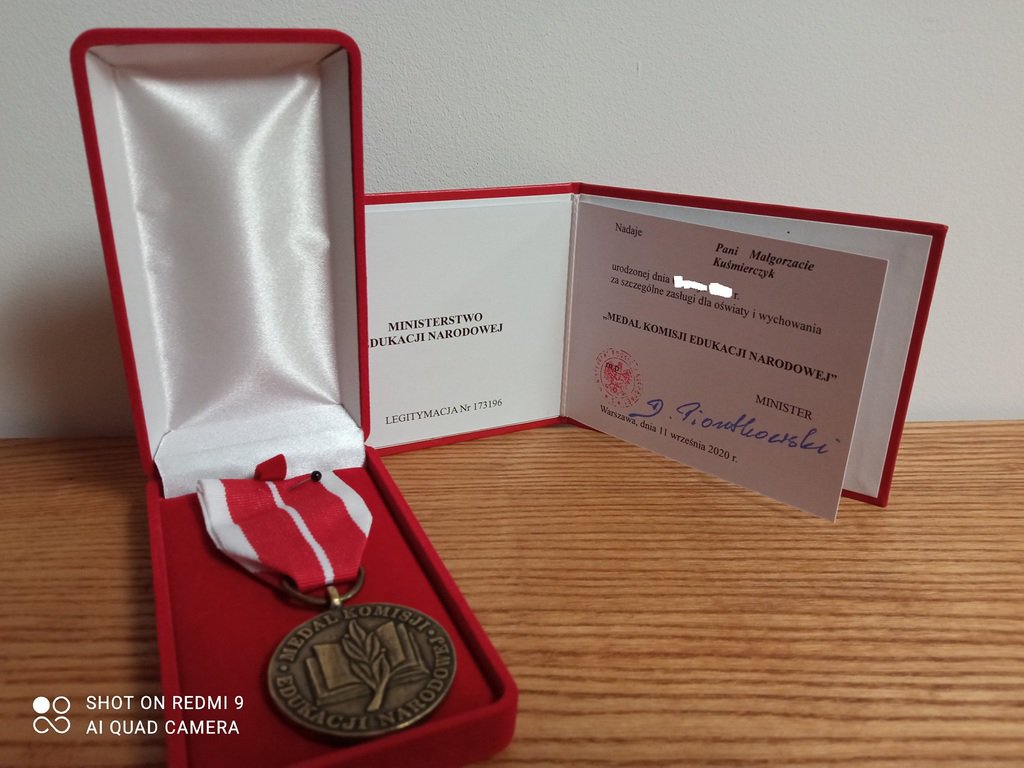 MINISTERSTWO
EDUKACJI NARODOWEJ
LEGITYMACJA Nr 173196
Nadaje
Pani Małgorzacie
Kuśmierczyk
urodzonej dnia r.
za szczególne zasługi dla oświaty i wychowania
„MEDAL KOMISJI EDUKACJI NARODOWEJ”
MINISTER
D. Piontkowski
Warszawa, dnia 11 września 2020 r.
MEDAL KOMISJI
EDUKACJI NARODOWEJ
SHOT ON REDMI 9
AI QUAD CAMERA